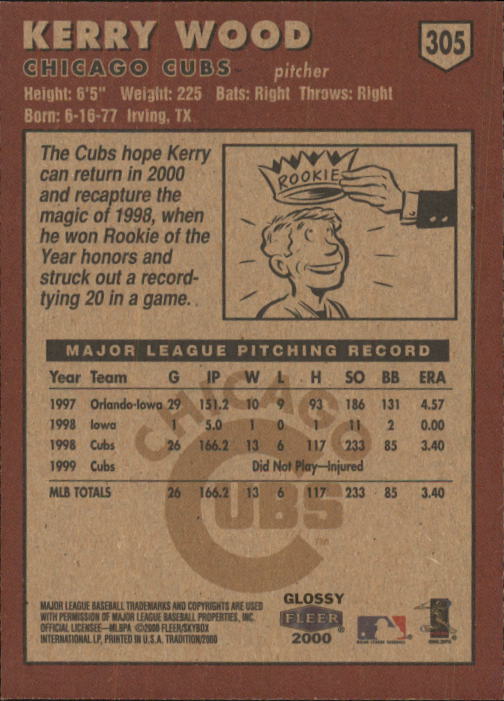 KERRY WOOD
305
CHICAGO CUBS™ pitcher
Height: 6'5" Weight: 225 Bats: Right Throws: Right
Born: 6-16-77 Irving, TX
The Cubs hope Kerry
can return in 2000
and recapture the
magic of 1998, when
he won Rookie of the
Year honors and
struck out a record-
tying 20 in a game.
ROOKIE
MAJOR LEAGUE PITCHING RECORD
Year Team G IP W L H SO BB ERA
1997 Orlando-Iowa 29 151.2 10 9 93 186 131 4.57
1998 Iowa 1 5.0 1 0 1 11 2 0.00
1998 Cubs 26 166.2 13 6 117 233 85 3.40
1999 Cubs Did Not Play—Injured
MLB TOTALS 26 166.2 13 6 117 233 85 3.40
CHICAGO
CUBS
TM
MAJOR LEAGUE BASEBALL TRADEMARKS AND COPYRIGHTS ARE USED
WITH PERMISSION OF MAJOR LEAGUE BASEBALL PROPERTIES, INC.
OFFICIAL LICENSEE—MLBPA ©2000 FLEER/SKYBOX
INTERNATIONAL LP, PRINTED IN U.S.A. TRADITION/2000
GLOSSY
FLEER
2000